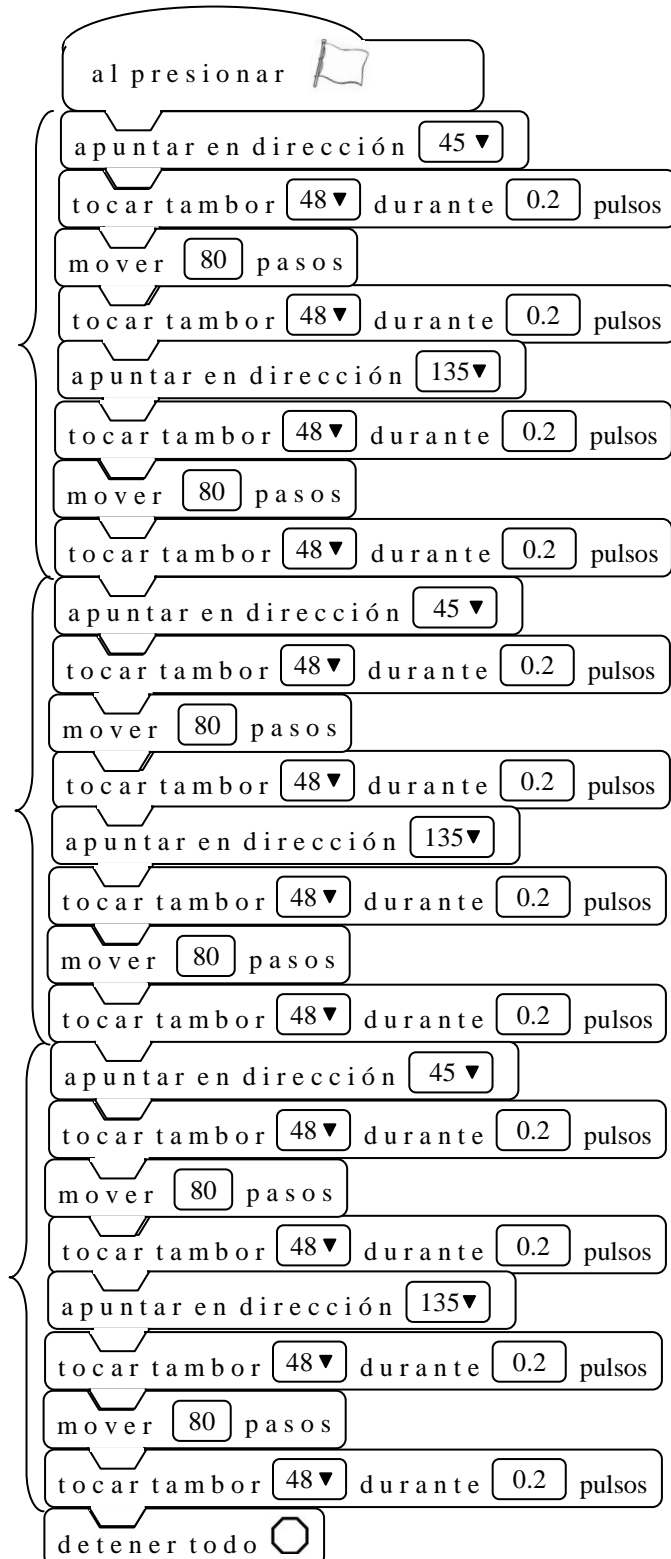 al presionar
apuntar en dirección 45 ▼
tocar tambor 48 ▼ durante 0.2 pulsos
mover 80 pasos
tocar tambor 48 ▼ durante 0.2 pulsos
apuntar en dirección 135 ▼
tocar tambor 48 ▼ durante 0.2 pulsos
mover 80 pasos
tocar tambor 48 ▼ durante 0.2 pulsos
apuntar en dirección 45 ▼
tocar tambor 48 ▼ durante 0.2 pulsos
mover 80 pasos
tocar tambor 48 ▼ durante 0.2 pulsos
apuntar en dirección 135 ▼
tocar tambor 48 ▼ durante 0.2 pulsos
mover 80 pasos
tocar tambor 48 ▼ durante 0.2 pulsos
apuntar en dirección 45 ▼
tocar tambor 48 ▼ durante 0.2 pulsos
mover 80 pasos
tocar tambor 48 ▼ durante 0.2 pulsos
apuntar en dirección 135 ▼
tocar tambor 48 ▼ durante 0.2 pulsos
mover 80 pasos
tocar tambor 48 ▼ durante 0.2 pulsos
detener todo